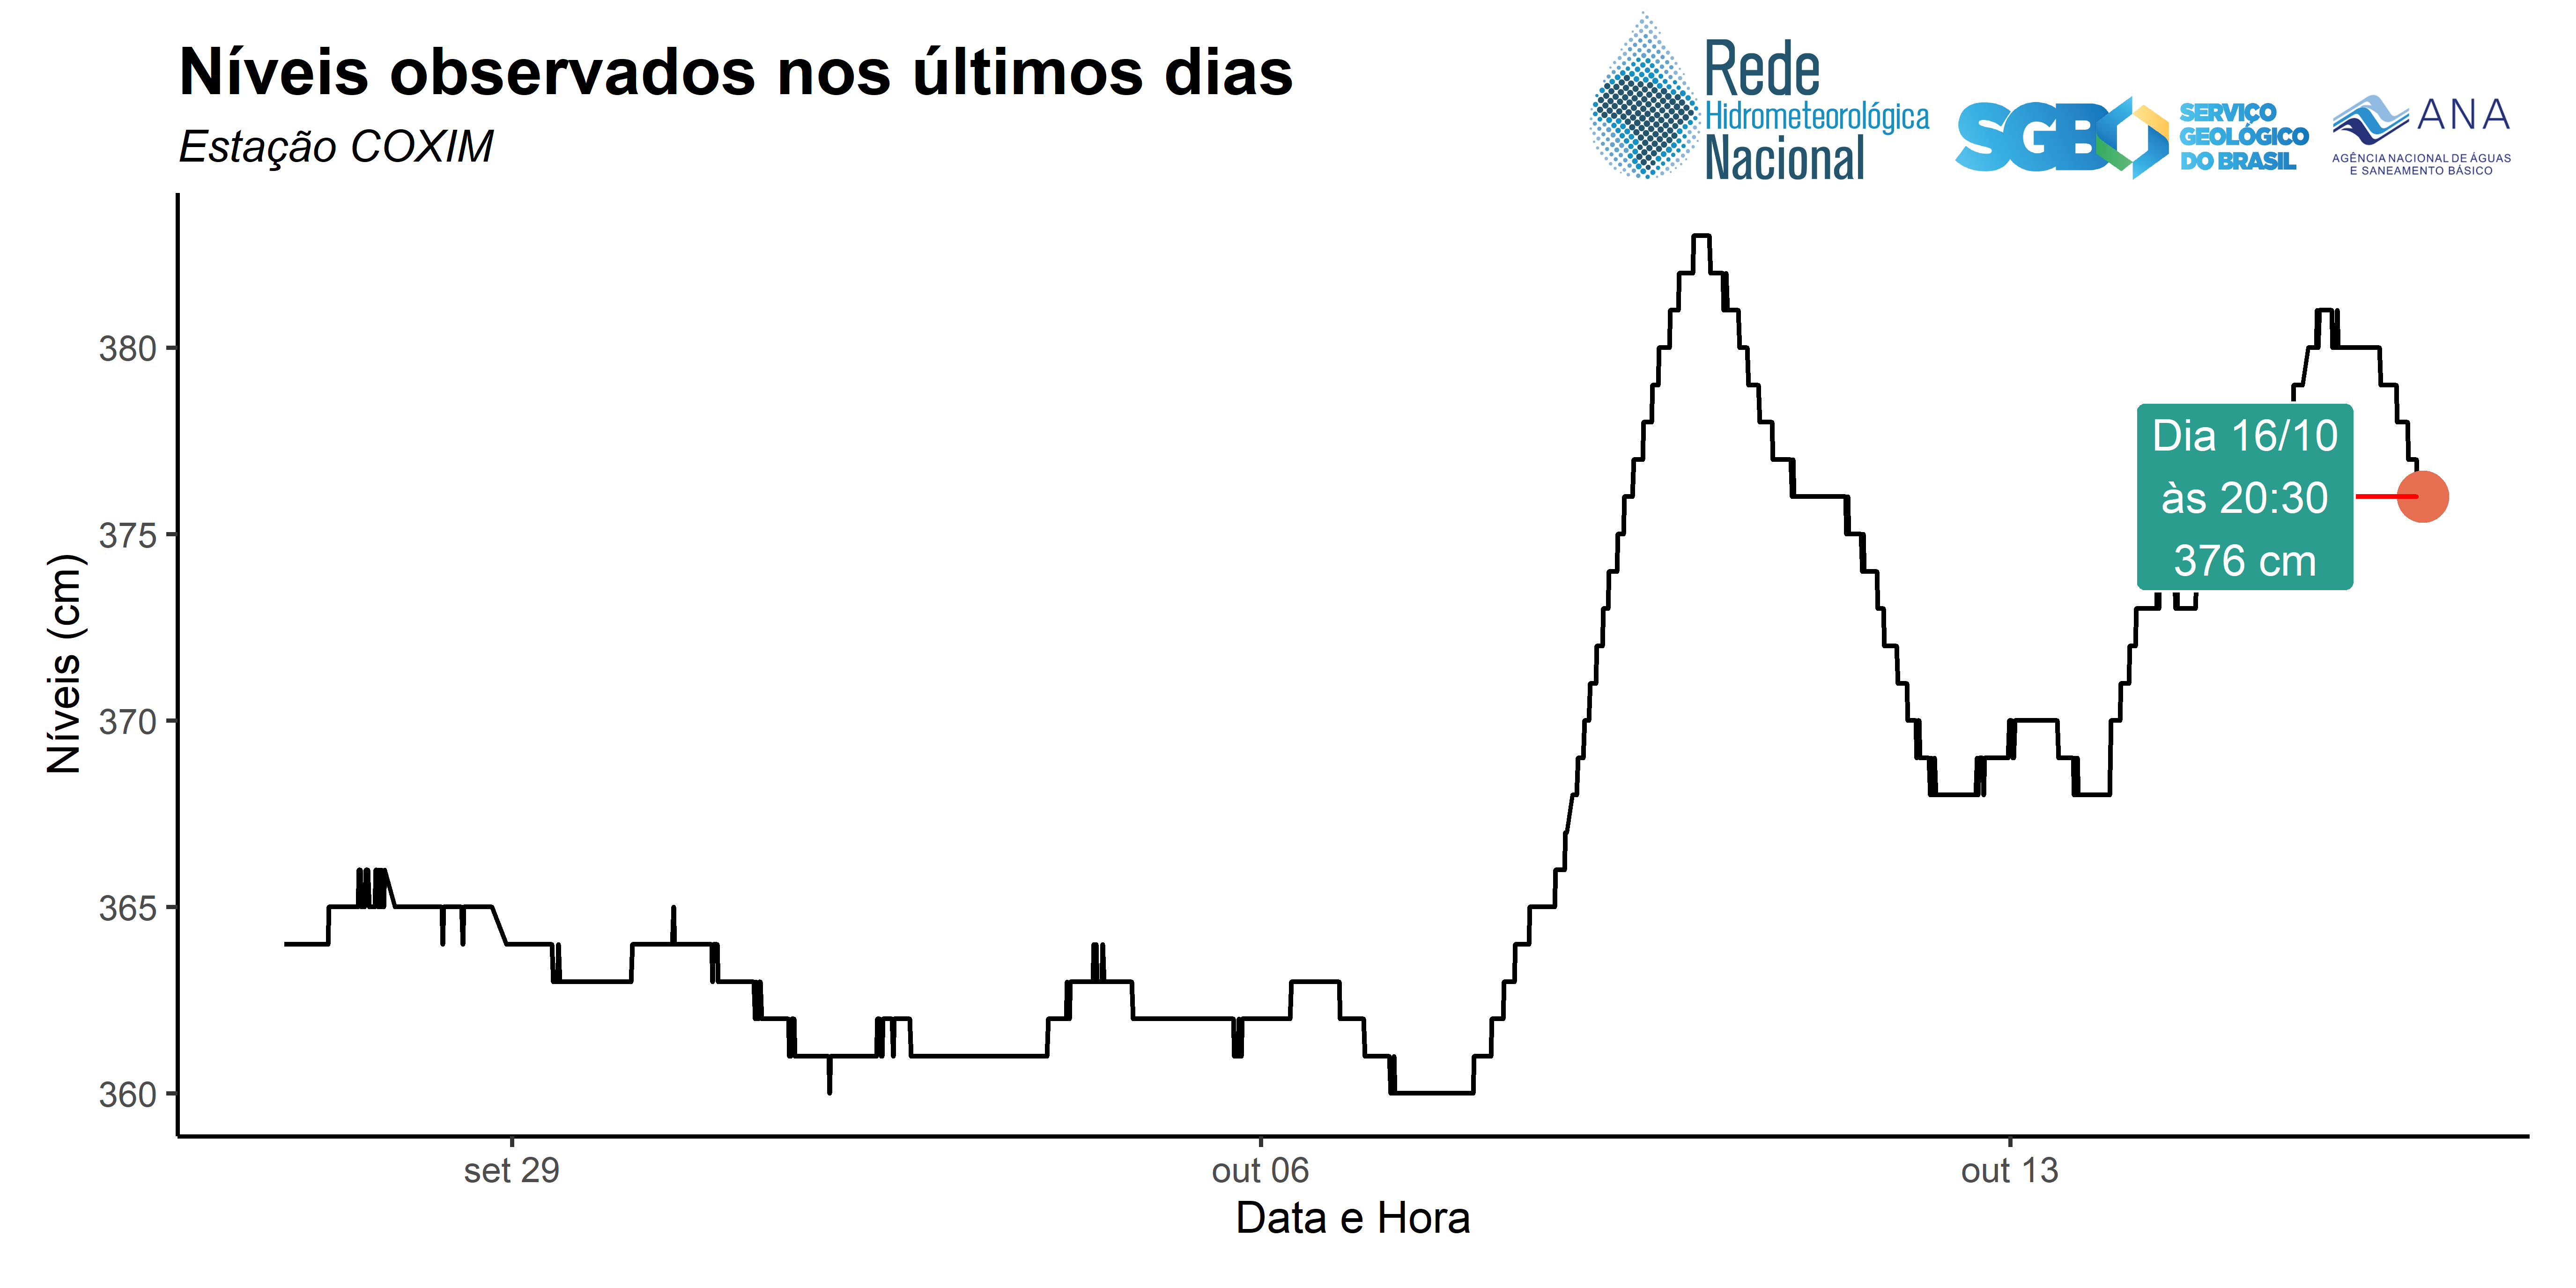 Níveis observados nos últimos dias
Estação COXIM
Rede
Hidrometeorológica
Nacional
SGB
SERVIÇO
GEOLÓGICO
DO BRASIL
ANA
AGÊNCIA NACIONAL DE ÁGUAS
E SANEAMENTO BÁSICO
Níveis (cm)
380
375
370
365
360
Dia 16/10
às 20:30
376 cm
set 29
out 06
out 13
Data e Hora